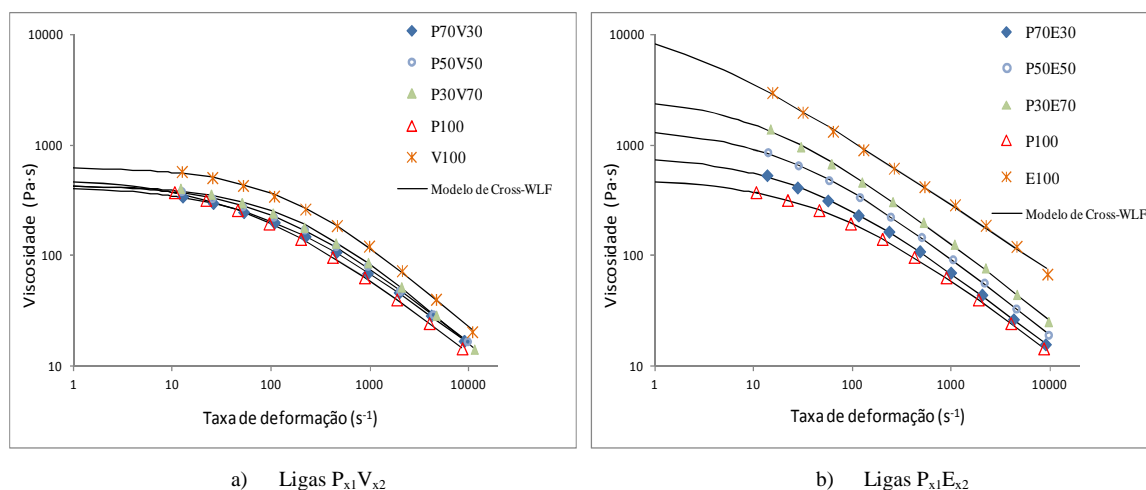 10000
1000
100
10
Viscosidade (Pa·s)
1 10 100 1000 10000
Taxa de deformação (s⁻¹)
P70V30
P50V50
P30V70
P100
V100
Modelo de Cross-WLF
10000
1000
100
10
Viscosidade (Pa·s)
1 10 100 1000 10000
Taxa de deformação (s⁻¹)
P70E30
P50E50
P30E70
P100
E100
Modelo de Cross-WLF
a) Ligas Pₓ₁Vₓ₂
b) Ligas Pₓ₁Eₓ₂